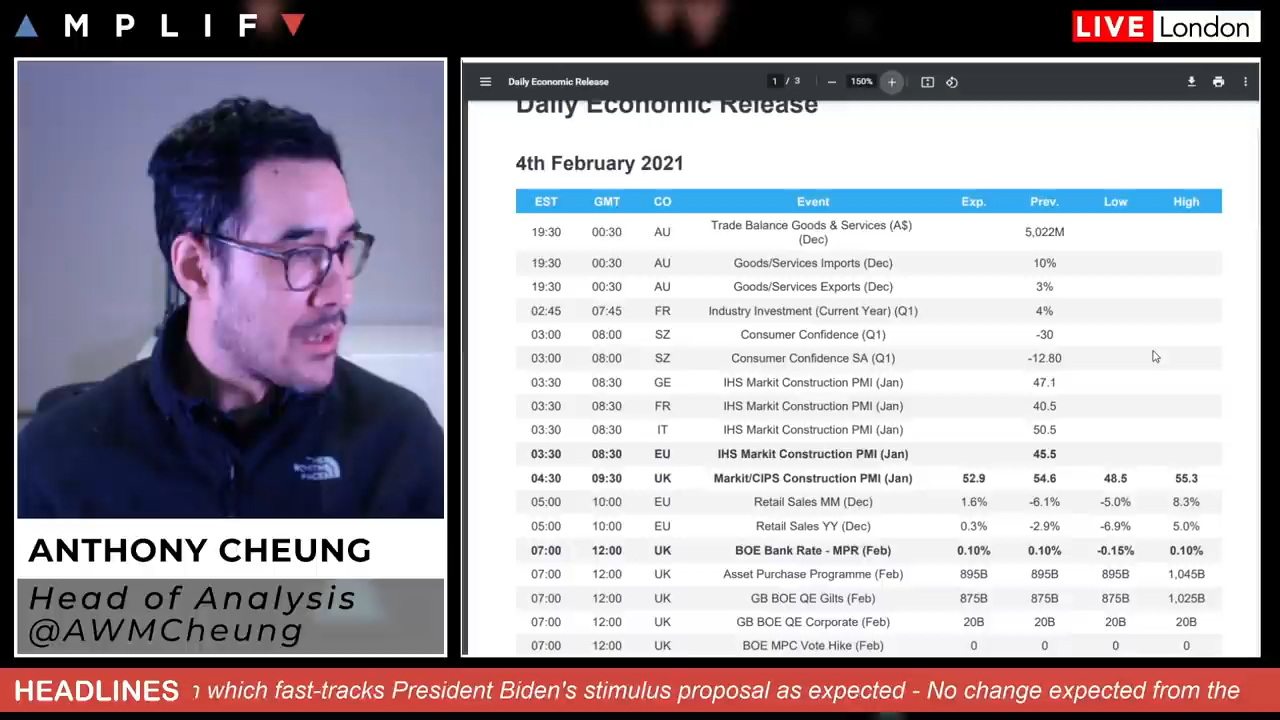 MPLIF
LIVE London
Daily Economic Release
1 / 3
150%
Daily Economic Release
4th February 2021
EST GMT CO Event Exp. Prev. Low High
19:30 00:30 AU Trade Balance Goods & Services (A$) (Dec) 5,022M
19:30 00:30 AU Goods/Services Imports (Dec) 10%
19:30 00:30 AU Goods/Services Exports (Dec) 3%
02:45 07:45 FR Industry Investment (Current Year) (Q1) 4%
03:00 08:00 SZ Consumer Confidence (Q1) -30
03:00 08:00 SZ Consumer Confidence SA (Q1) -12.80
03:30 08:30 GE IHS Markit Construction PMI (Jan) 47.1
03:30 08:30 FR IHS Markit Construction PMI (Jan) 40.5
03:30 08:30 IT IHS Markit Construction PMI (Jan) 50.5
03:30 08:30 EU IHS Markit Construction PMI (Jan) 45.5
04:30 09:30 UK Markit/CIPS Construction PMI (Jan) 52.9 54.6 48.5 55.3
05:00 10:00 EU Retail Sales MM (Dec) 1.6% -6.1% -5.0% 8.3%
05:00 10:00 EU Retail Sales YY (Dec) 0.3% -2.9% -6.9% 5.0%
07:00 12:00 UK BOE Bank Rate - MPR (Feb) 0.10% 0.10% -0.15% 0.10%
07:00 12:00 UK Asset Purchase Programme (Feb) 895B 895B 895B 1,045B
07:00 12:00 UK GB BOE QE Gilts (Feb) 875B 875B 875B 1,025B
07:00 12:00 UK GB BOE QE Corporate (Feb) 20B 20B 20B 20B
07:00 12:00 UK BOE MPC Vote Hike (Feb) 0 0 0 0
THE NORTH FACE
ANTHONY CHEUNG
Head of Analysis
@AWMCheung
HEADLINES which fast-tracks President Biden's stimulus proposal as expected - No change expected from the